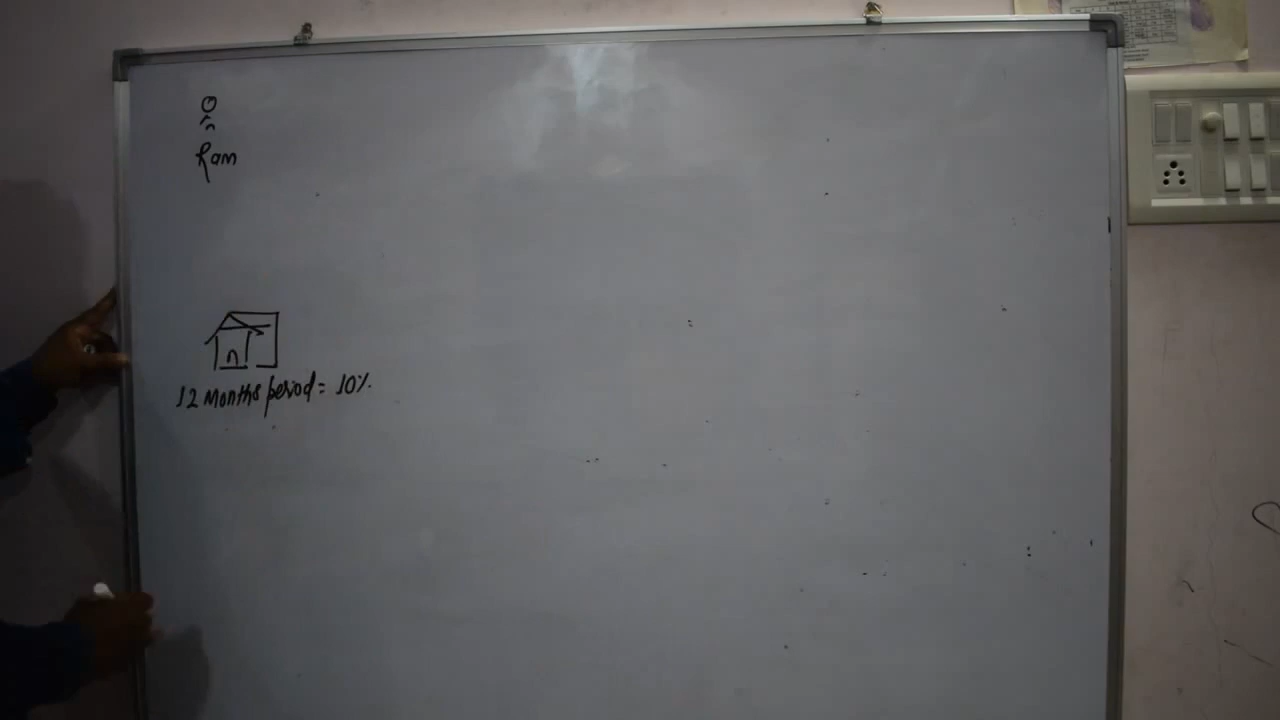 Ram
12 Months period = 10%.